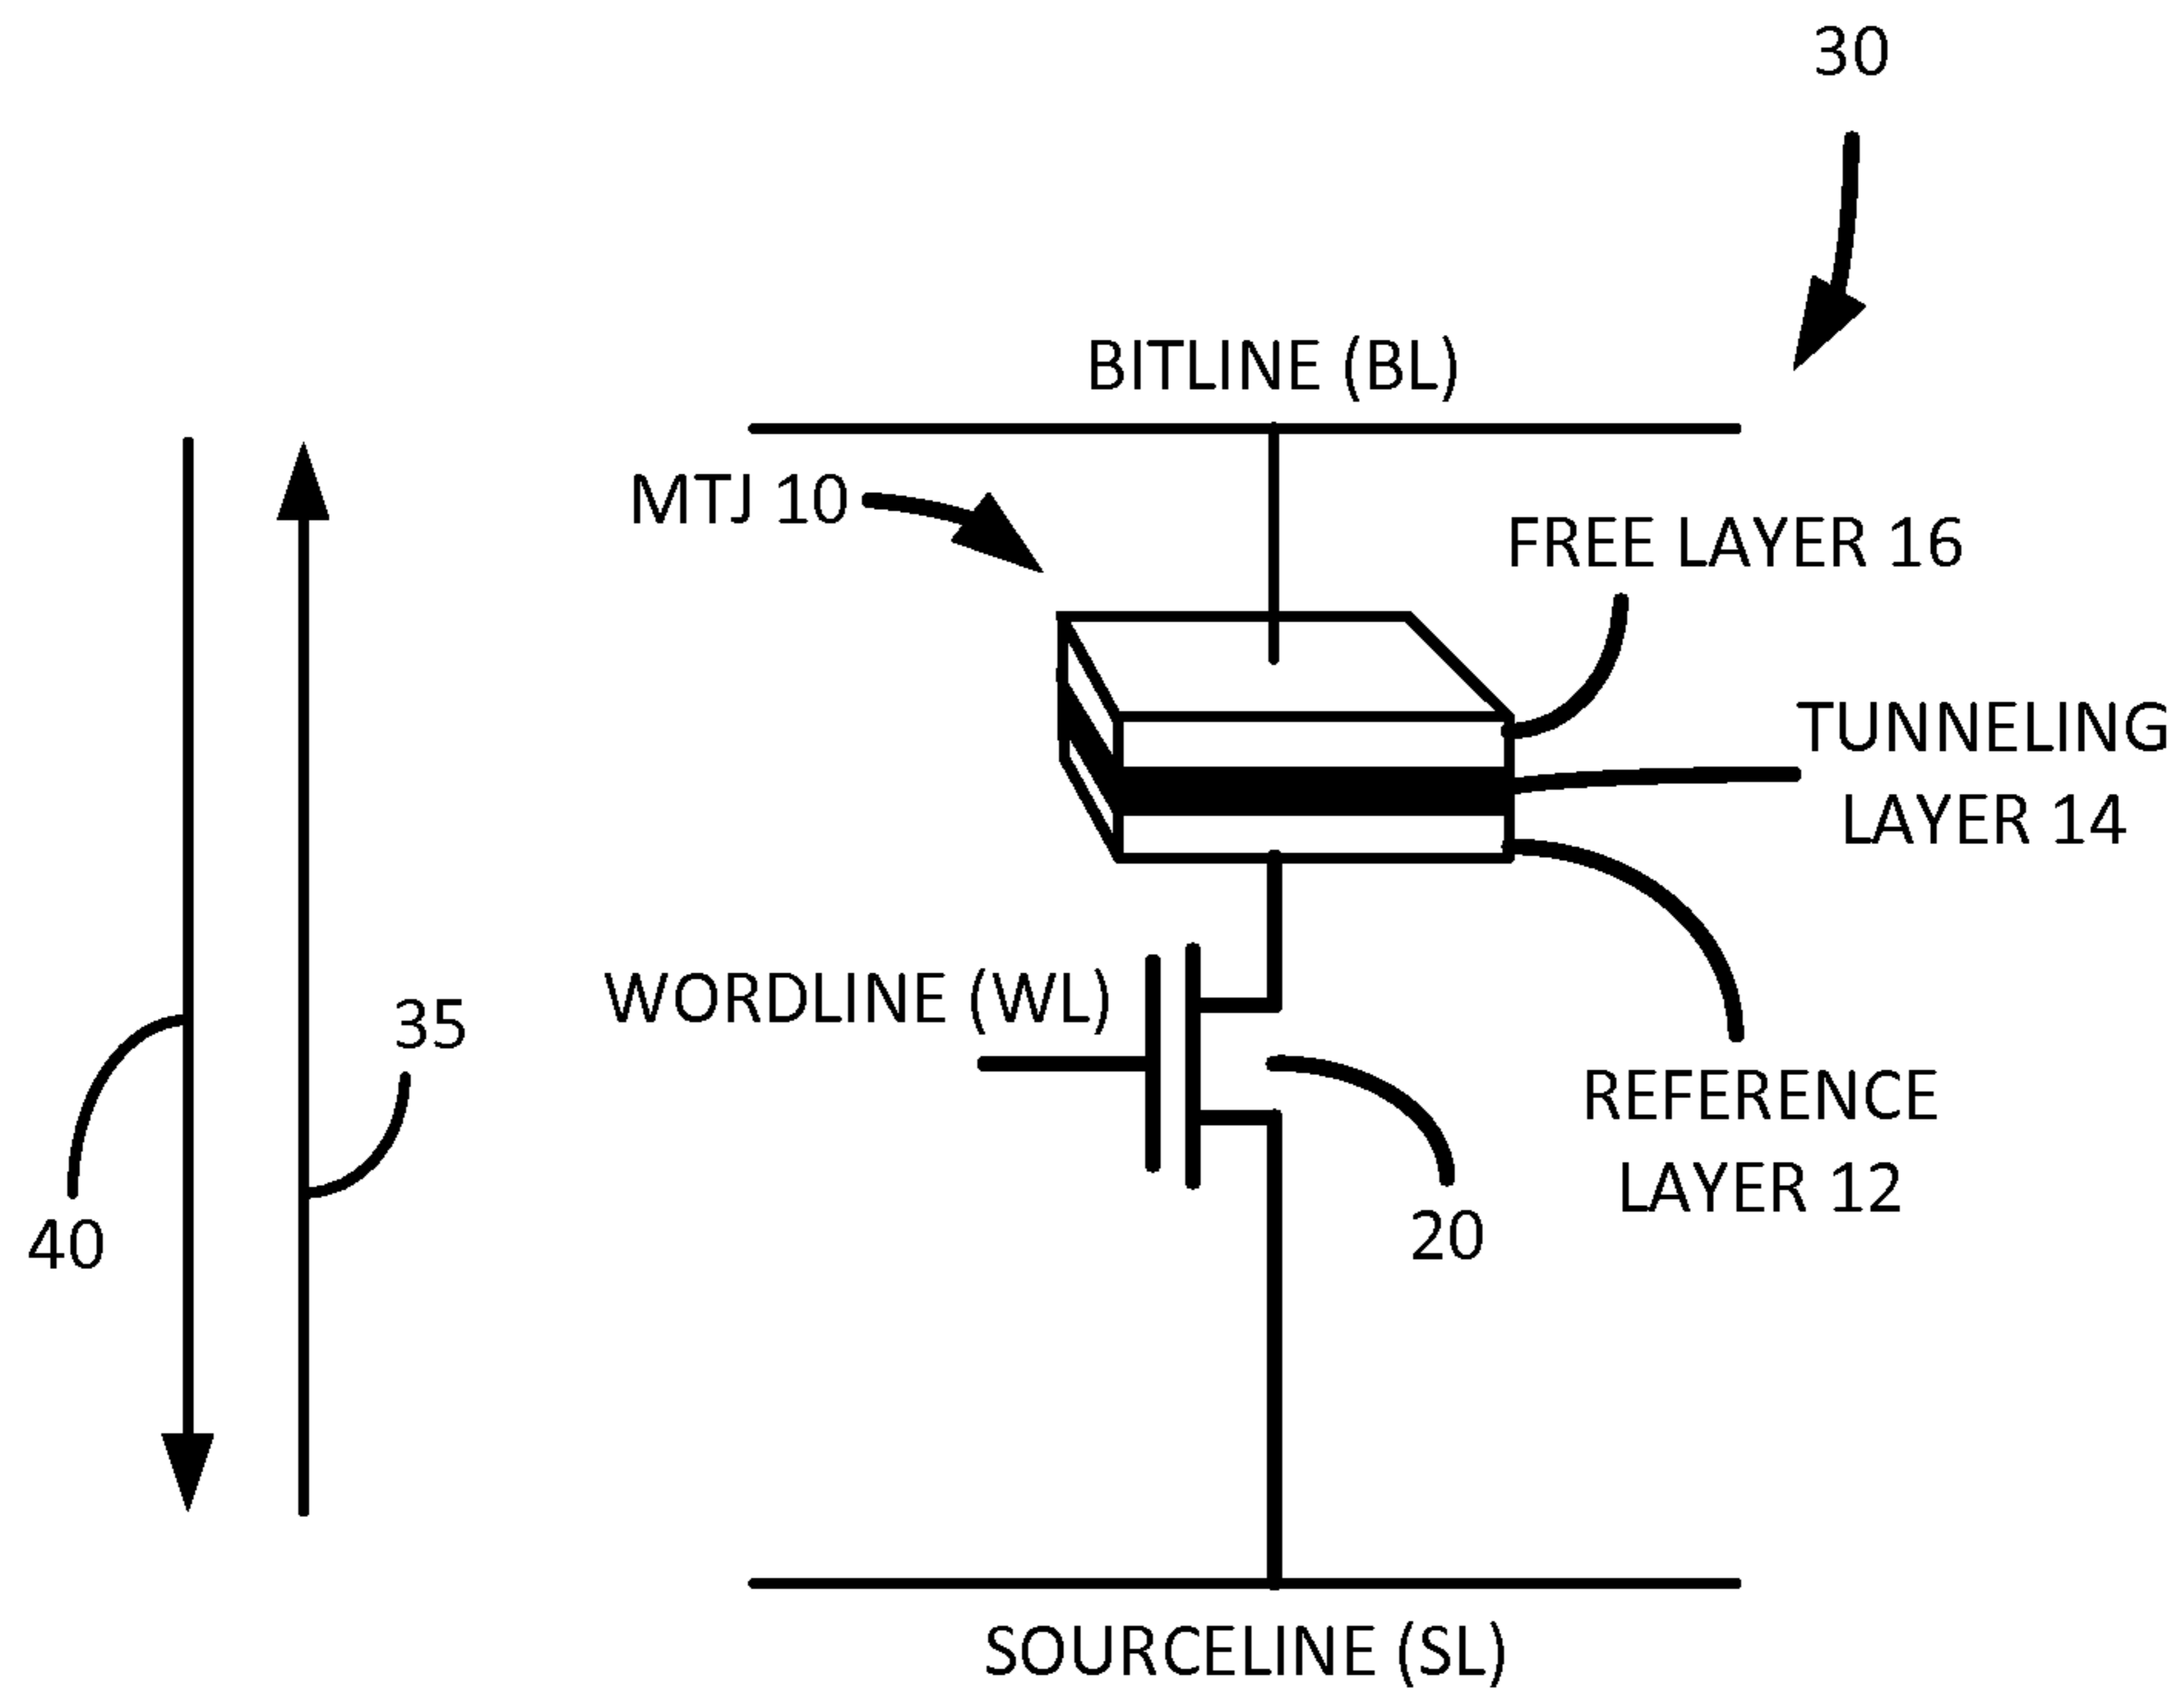 30
BITLINE (BL)
MTJ 10
FREE LAYER 16
TUNNELING
LAYER 14
WORDLINE (WL)
35
REFERENCE
LAYER 12
40
20
SOURCELINE (SL)